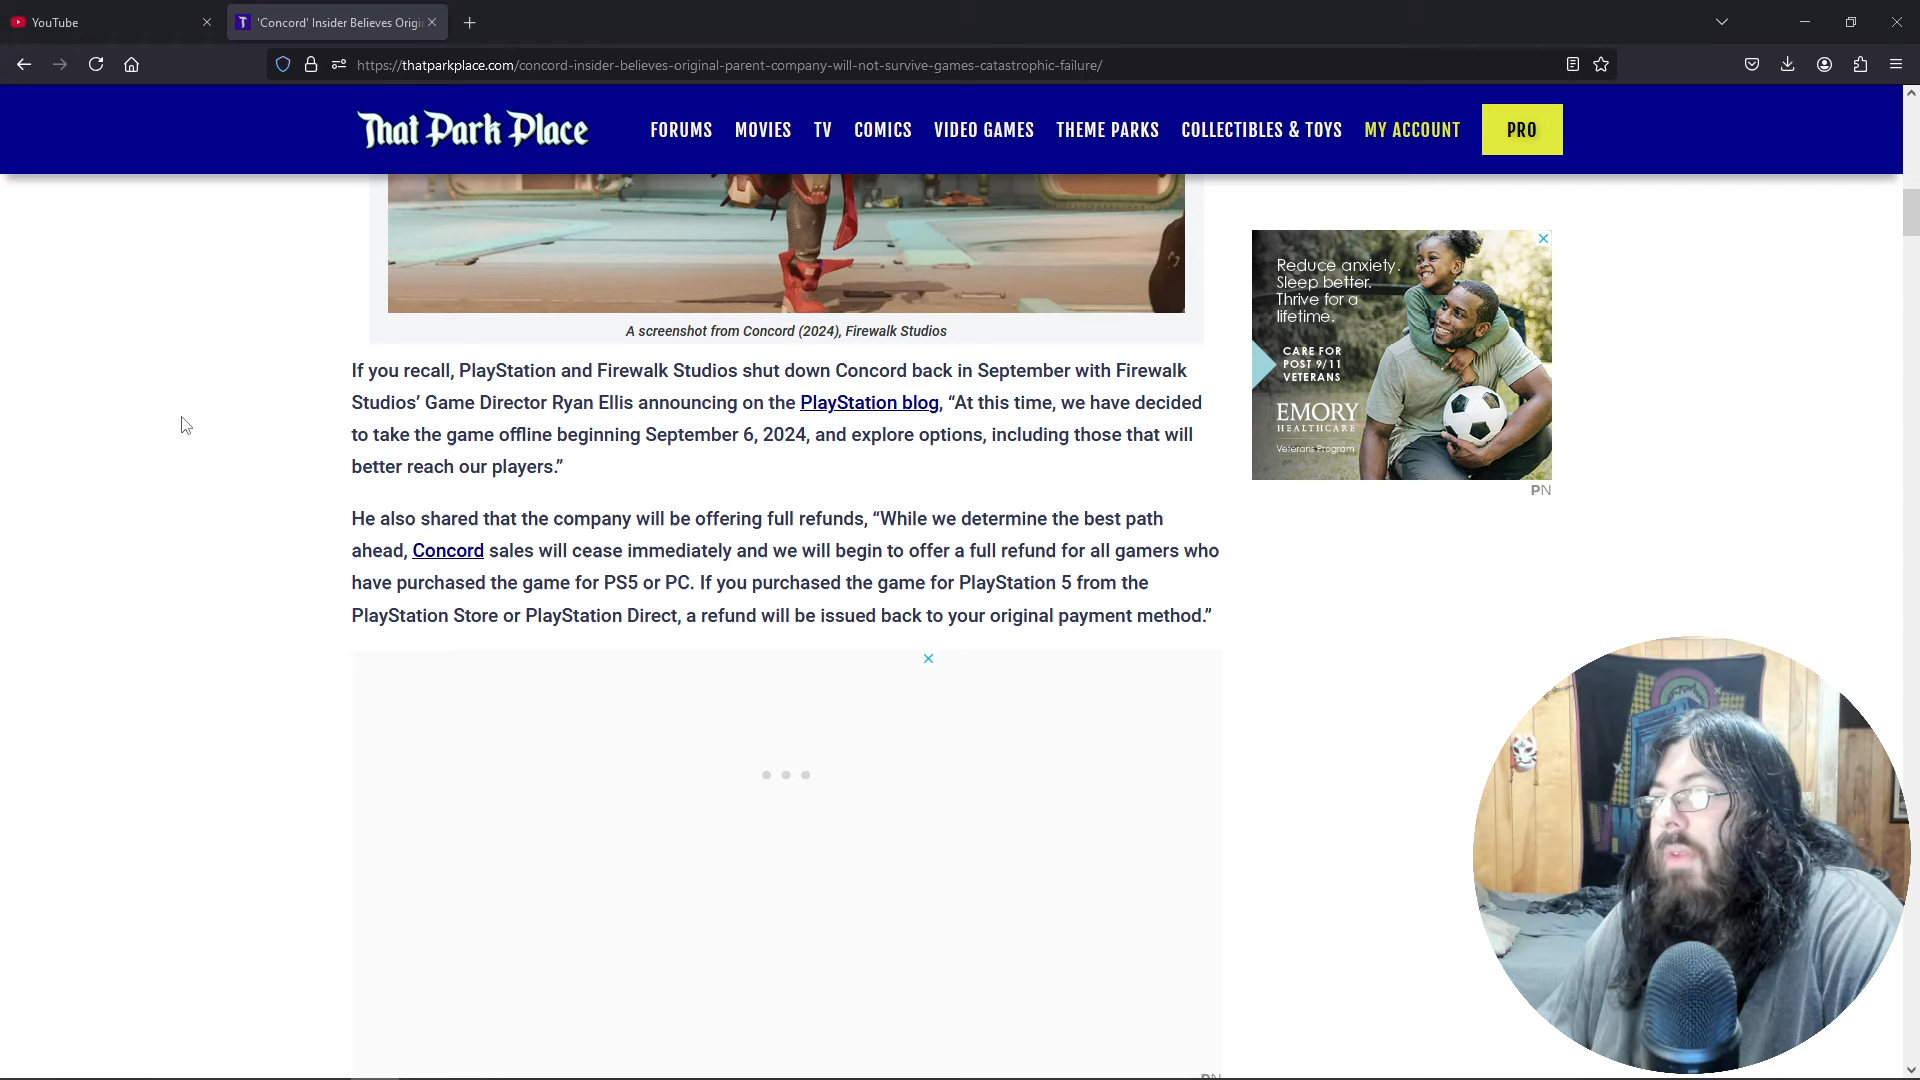 YouTube
'Concord' Insider Believes Origi
https://thatparkplace.com/concord-insider-believes-original-parent-company-will-not-survive-games-catastrophic-failure/
That Park Place
FORUMS MOVIES TV COMICS VIDEO GAMES THEME PARKS COLLECTIBLES & TOYS MY ACCOUNT PRO
A screenshot from Concord (2024), Firewalk Studios
If you recall, PlayStation and Firewalk Studios shut down Concord back in September with Firewalk
Studios’ Game Director Ryan Ellis announcing on the PlayStation blog, “At this time, we have decided
to take the game offline beginning September 6, 2024, and explore options, including those that will
better reach our players.”
He also shared that the company will be offering full refunds, “While we determine the best path
ahead, Concord sales will cease immediately and we will begin to offer a full refund for all gamers who
have purchased the game for PS5 or PC. If you purchased the game for PlayStation 5 from the
PlayStation Store or PlayStation Direct, a refund will be issued back to your original payment method.”
Reduce anxiety.
Sleep better.
Thrive for a
lifetime.
CARE FOR
POST 9/11
VETERANS
EMORY
HEALTHCARE
Veterans Program
PN
PN